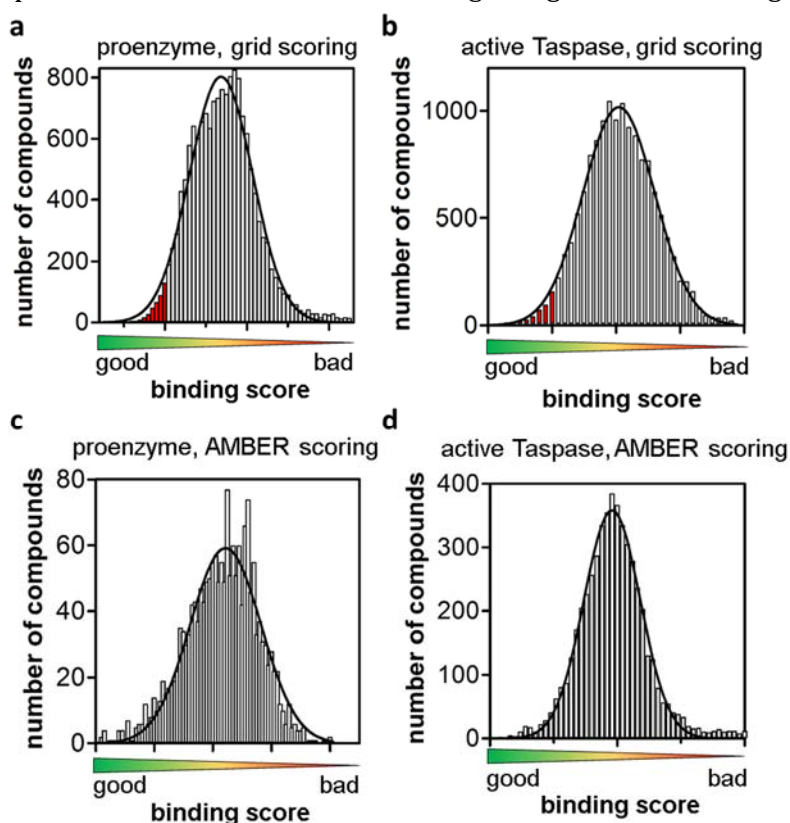 a
proenzyme, grid scoring
number of compounds
800
600
400
200
0
good bad
binding score
b
active Taspase, grid scoring
number of compounds
1000
500
0
good bad
binding score
c
proenzyme, AMBER scoring
number of compounds
80
60
40
20
0
good bad
binding score
d
active Taspase, AMBER scoring
number of compounds
400
300
200
100
0
good bad
binding score